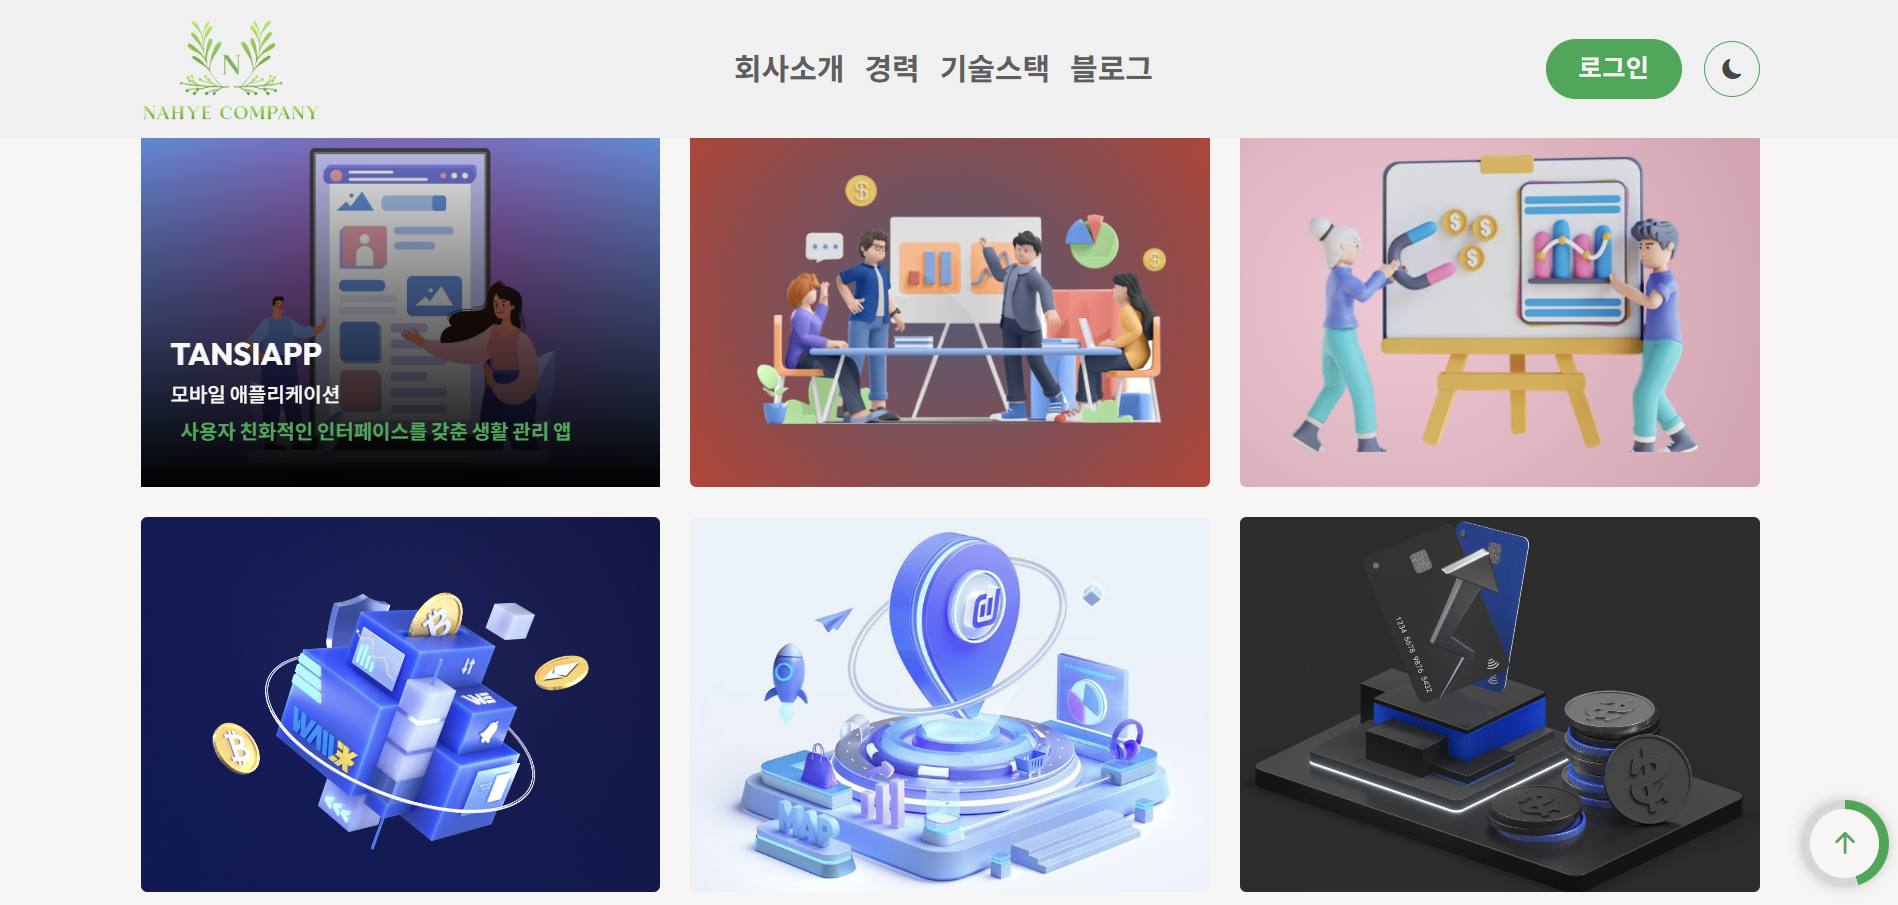 N
NAHYE COMPANY
회사소개 경력 기술스택 블로그
로그인
TANSIAPP
모바일 애플리케이션
사용자 친화적인 인터페이스를 갖춘 생활 관리 앱
WE
MAP
1234 5678 9876 5432